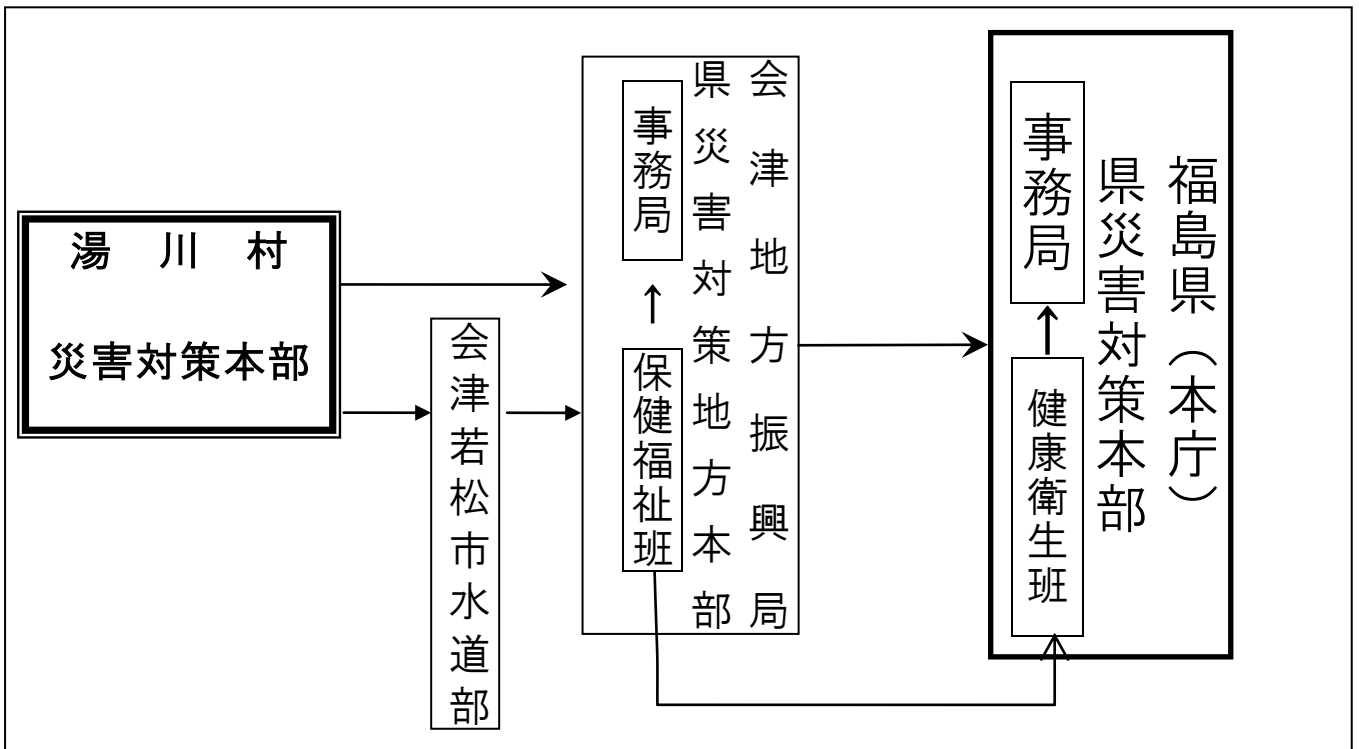 湯川村
災害対策本部
会津若松市水道部
会津地方振興局
県災害対策地方本部
事務局
↑
保健福祉班
福島県（本庁）
県災害対策本部
事務局
健康衛生班